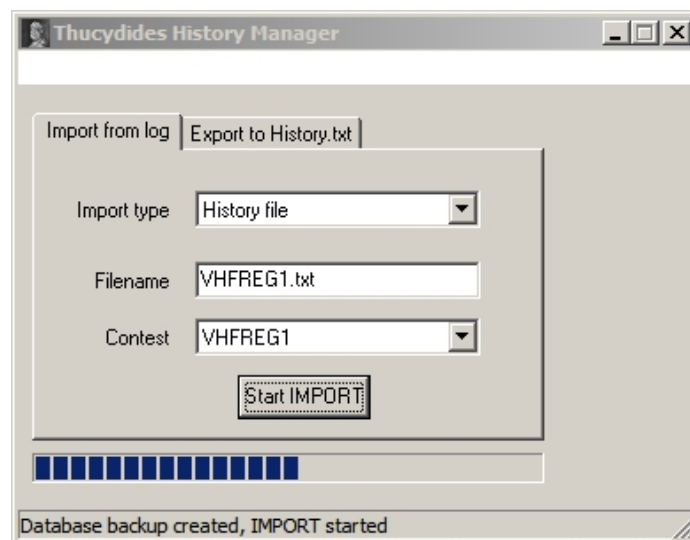 Thucydides History Manager
Import from log
Export to History.txt
Import type
History file
Filename
VHFREG1.txt
Contest
VHFREG1
Start IMPORT
Database backup created, IMPORT started